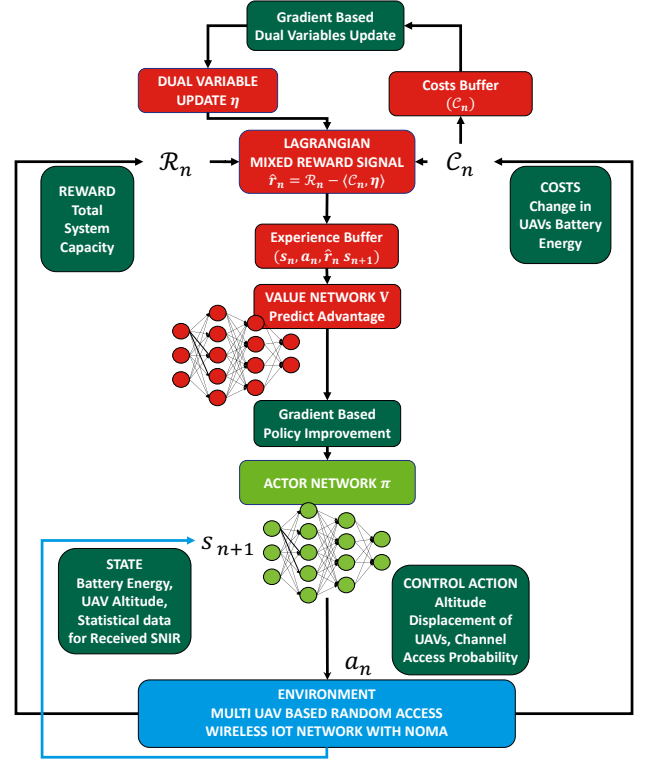 Gradient Based
Dual Variables Update
DUAL VARIABLE
UPDATE η
Costs Buffer
(𝒞ₙ)
LAGRANGIAN
MIXED REWARD SIGNAL
r̂ₙ = ℛₙ − ⟨𝒞ₙ, η⟩
ℛₙ
𝒞ₙ
REWARD
Total
System
Capacity
COSTS
Change in
UAVs Battery
Energy
Experience Buffer
(sₙ, aₙ, r̂ₙ sₙ₊₁)
VALUE NETWORK V
Predict Advantage
Gradient Based
Policy Improvement
ACTOR NETWORK π
sₙ₊₁
STATE
Battery Energy,
UAV Altitude,
Statistical data
for Received SNIR
CONTROL ACTION
Altitude
Displacement of
UAVs, Channel
Access Probability
aₙ
ENVIRONMENT
MULTI UAV BASED RANDOM ACCESS
WIRELESS IOT NETWORK WITH NOMA